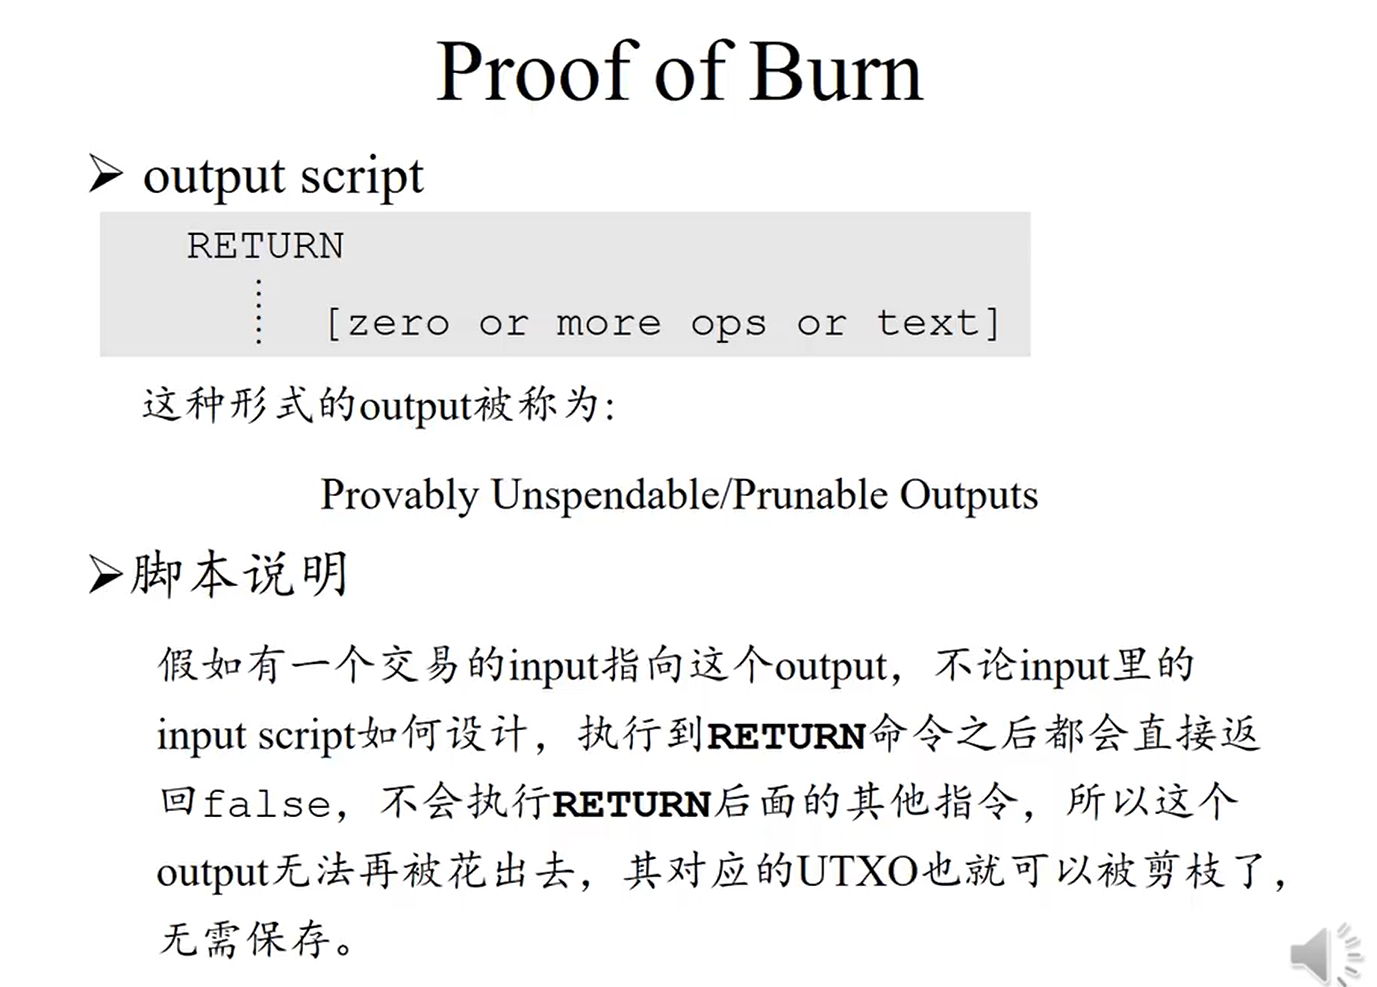 Proof of Burn
output script
RETURN
[zero or more ops or text]
这种形式的output被称为:
Provably Unspendable/Prunable Outputs
脚本说明
假如有一个交易的input指向这个output，不论input里的
input script如何设计，执行到RETURN命令之后都会直接返
回false，不会执行RETURN后面的其他指令，所以这个
output无法再被花出去，其对应的UTXO也就可以被剪枝了，
无需保存。